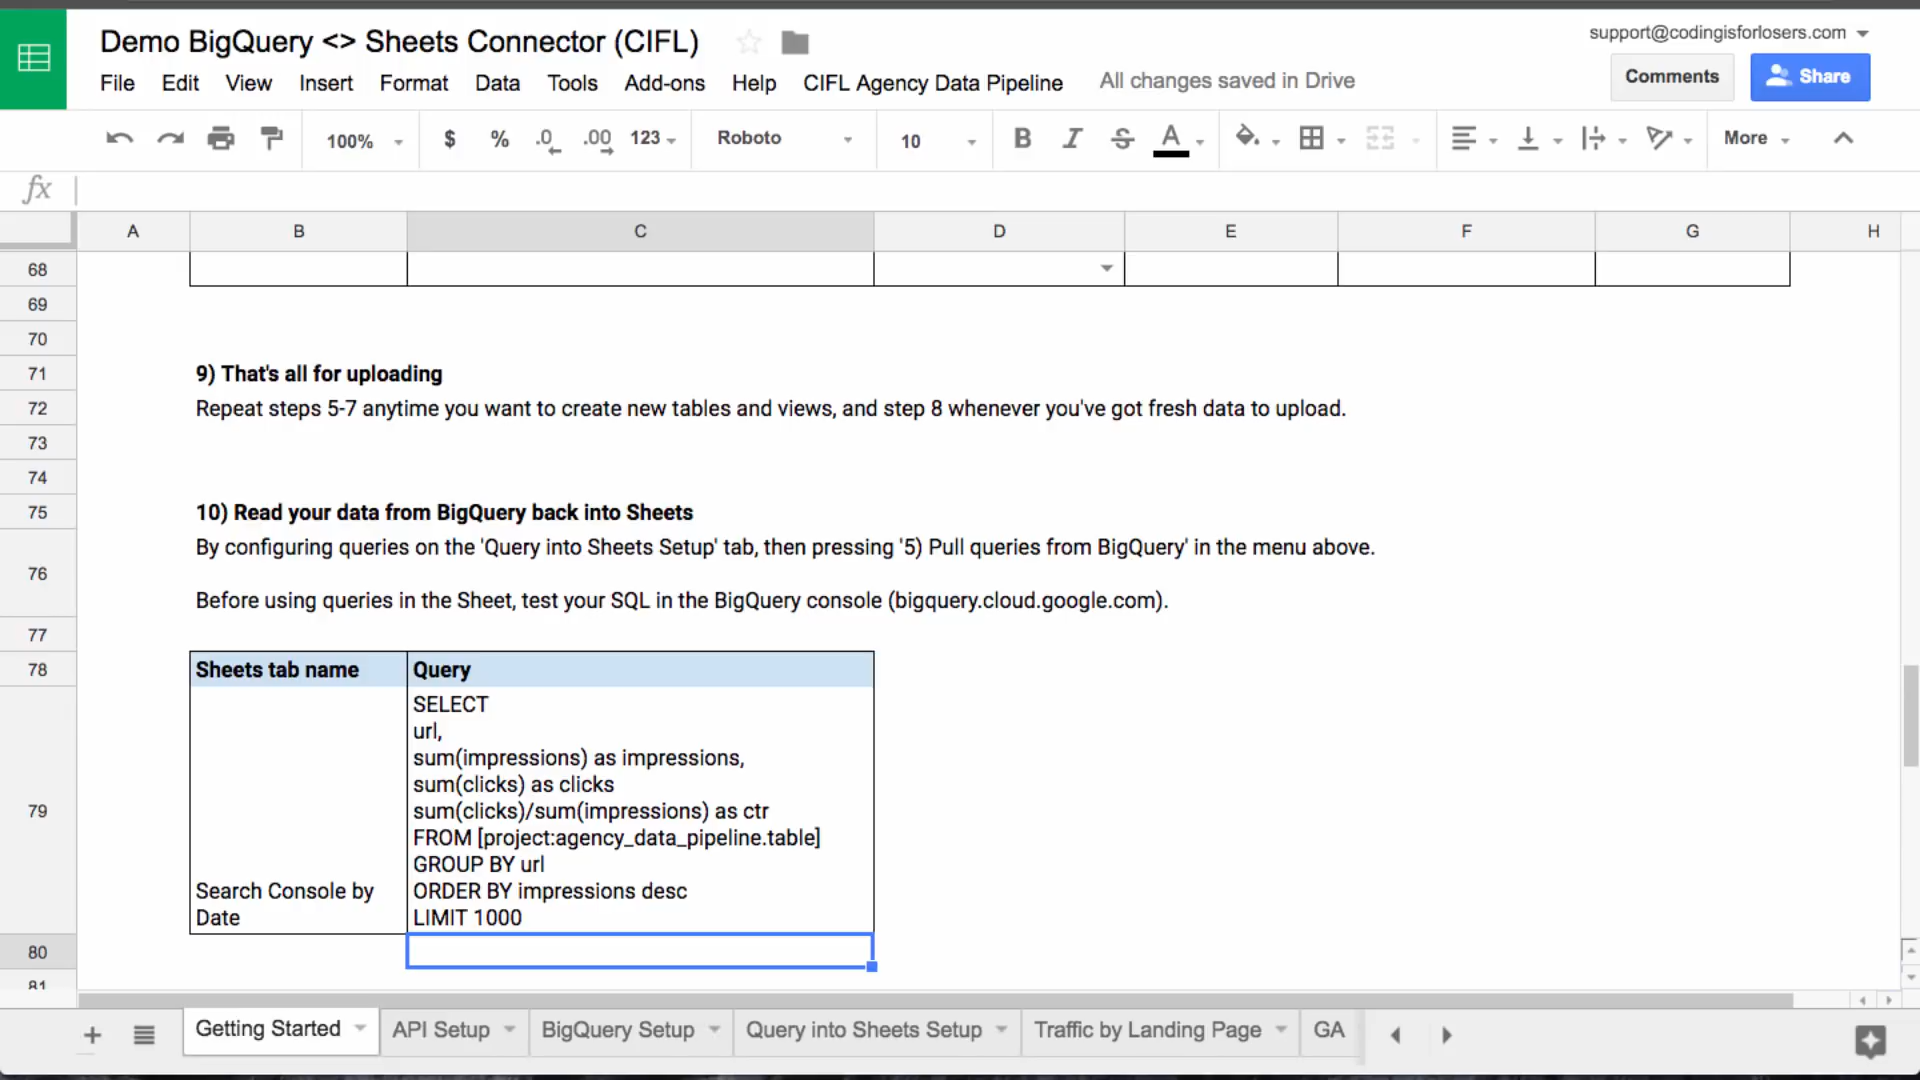 Demo BigQuery <> Sheets Connector (CIFL)
support@codingisforlosers.com
File Edit View Insert Format Data Tools Add-ons Help CIFL Agency Data Pipeline All changes saved in Drive
Comments
Share
100% $ % .0 .00 123 Roboto 10 B I S A More
fx
A B C D E F G H
68
69
70
71 9) That's all for uploading
72 Repeat steps 5-7 anytime you want to create new tables and views, and step 8 whenever you've got fresh data to upload.
73
74
75 10) Read your data from BigQuery back into Sheets
By configuring queries on the 'Query into Sheets Setup' tab, then pressing '5) Pull queries from BigQuery' in the menu above.
76
Before using queries in the Sheet, test your SQL in the BigQuery console (bigquery.cloud.google.com).
77
78 Sheets tab name Query
SELECT
url,
sum(impressions) as impressions,
sum(clicks) as clicks
79 sum(clicks)/sum(impressions) as ctr
FROM [project:agency_data_pipeline.table]
GROUP BY url
Search Console by ORDER BY impressions desc
Date LIMIT 1000
80
81
Getting Started API Setup BigQuery Setup Query into Sheets Setup Traffic by Landing Page GA